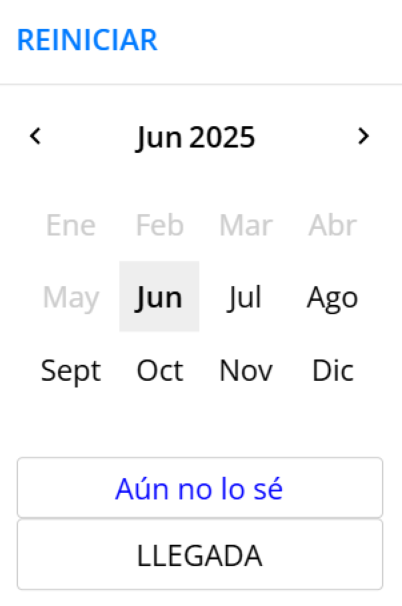 REINICIAR
Jun 2025
Ene Feb Mar Abr
May Jun Jul Ago
Sept Oct Nov Dic
Aún no lo sé
LLEGADA